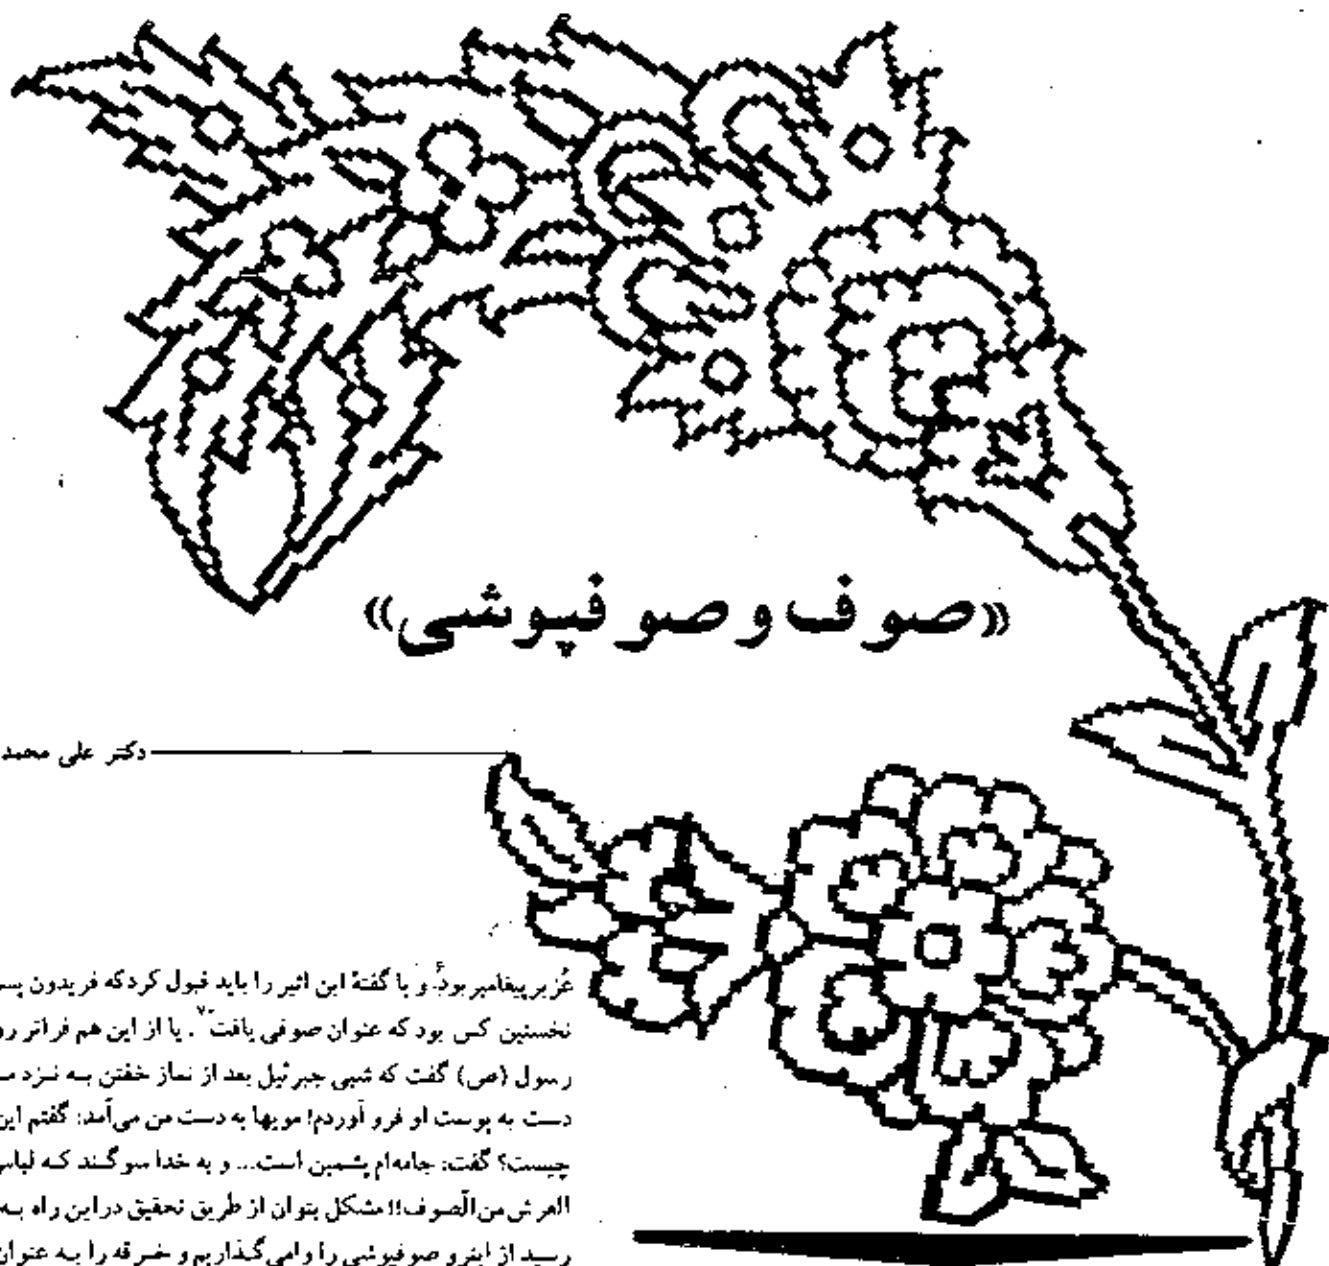 «صوف و صوفپوشی»
دکتر علی محمد
عُزیر پیغامبر بود و یا گفتهٔ ابن اثیر را باید قبول کرد که فریدون پسر
نخستین کس بود که عنوان صوفی یافت. یا از این هم فراتر رو
رسول (ص) گفت که شبی جبرئیل بعد از نماز خفتن به نزد مـ
دست به پوست او فرو آوردم! مویها به دست من می‌آمد: گفتم این
چیست؟ گفت: جامه‌ام پشمین است... و به خدا سوگند که لباس
العرش من الصوف!! مشکل بتوان از طریق تحقیق در این راه به
رسید از اینرو صوفپوشی را وامی‌گذاریم و خرقه را به عنوان